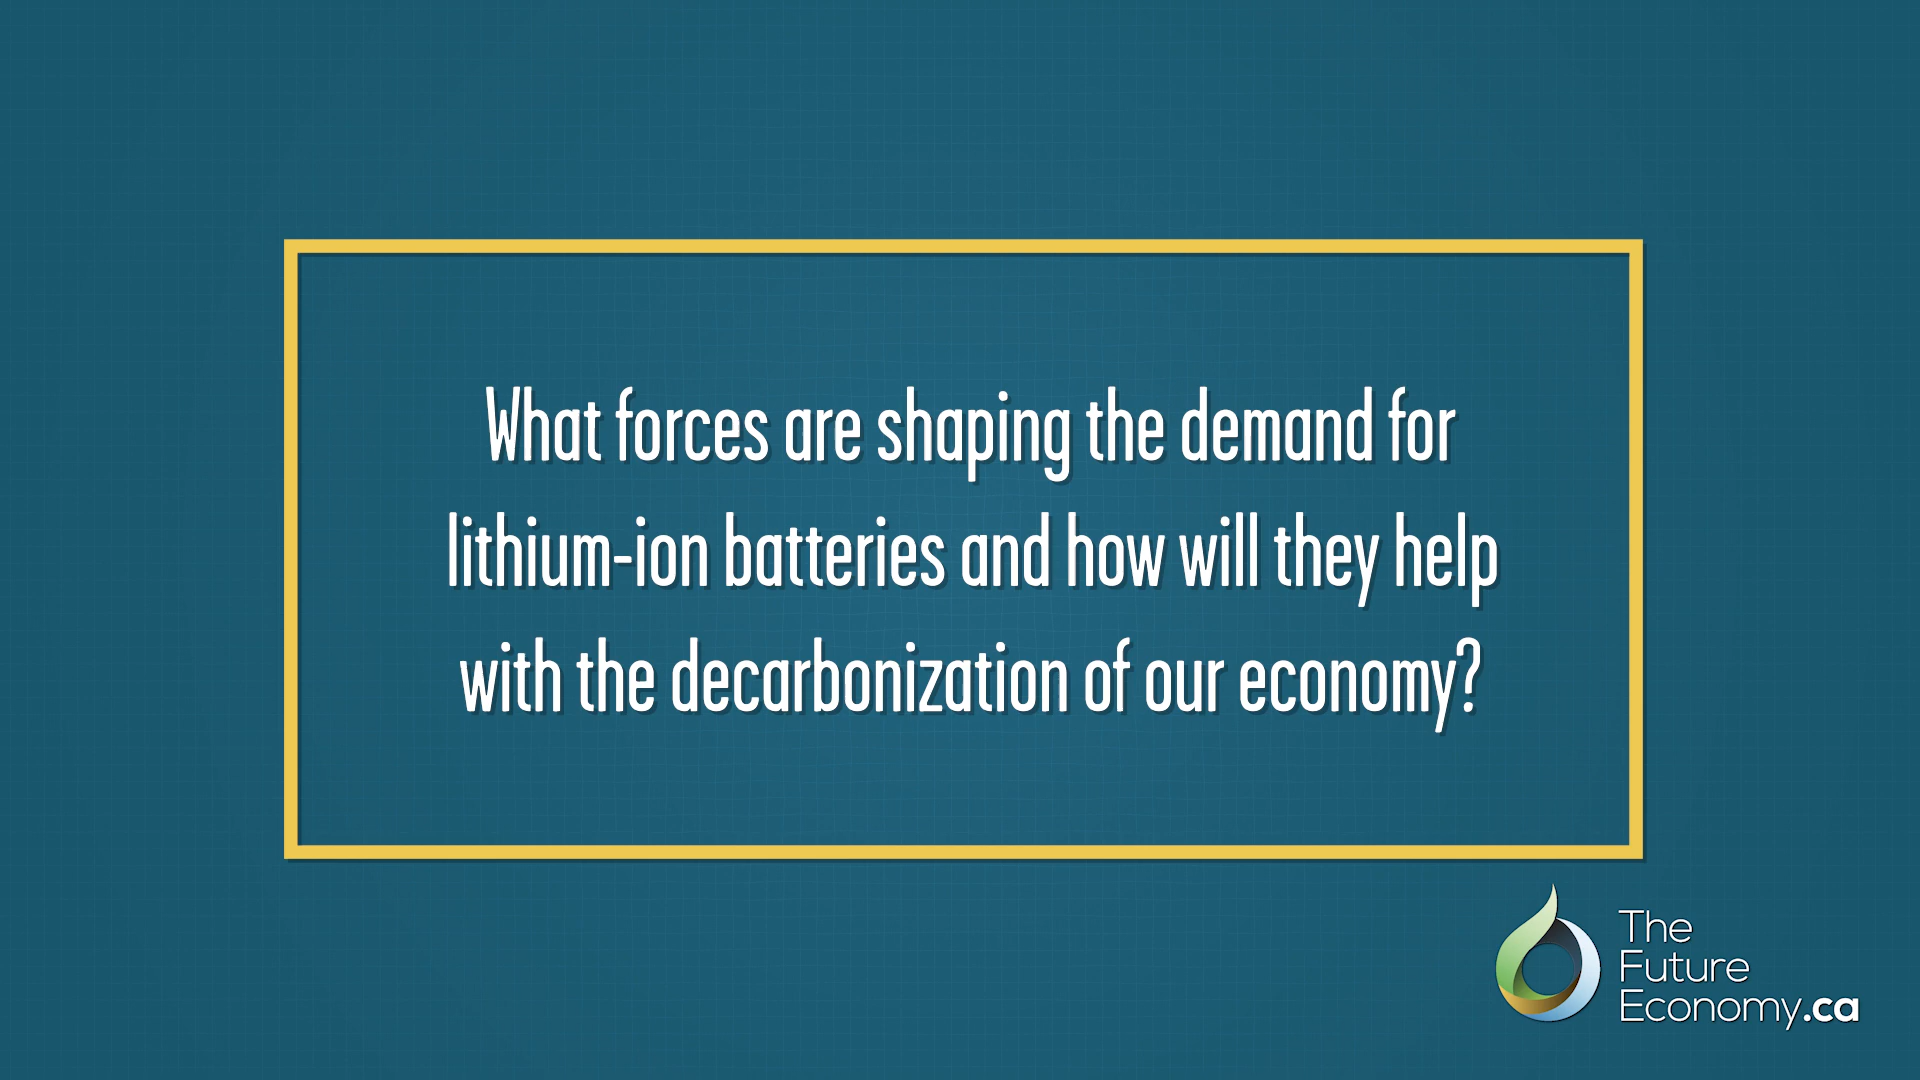 What forces are shaping the demand for
lithium-ion batteries and how will they help
with the decarbonization of our economy?
The
Future
Economy.ca